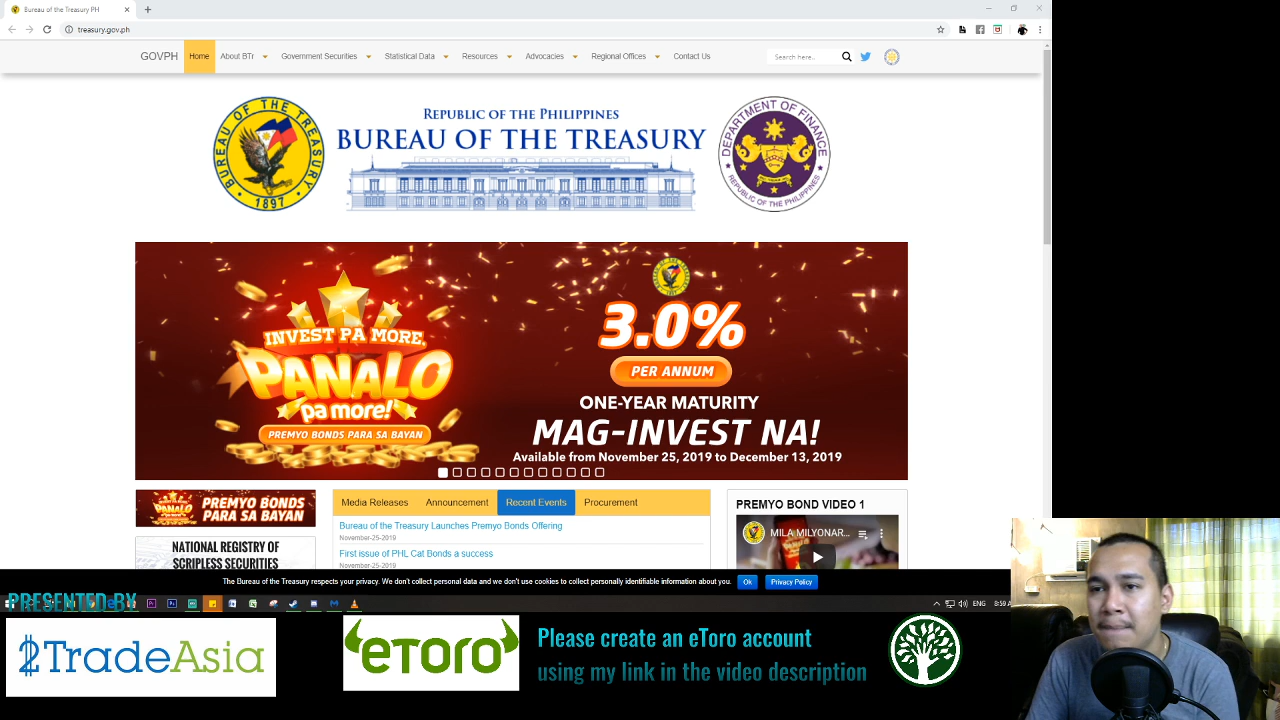 Bureau of the Treasury PH
treasury.gov.ph
GOVPH Home About BTr Government Securities Statistical Data Resources Advocacies Regional Offices Contact Us Search here..
BUREAU OF THE TREASURY
1897
REPUBLIC OF THE PHILIPPINES
BUREAU OF THE TREASURY
DEPARTMENT OF FINANCE
REPUBLIC OF THE PHILIPPINES
INVEST PA MORE,
PANALO
pa more!
PREMYO BONDS PARA SA BAYAN
3.0%
PER ANNUM
ONE-YEAR MATURITY
MAG-INVEST NA!
Available from November 25, 2019 to December 13, 2019
PANALO
PREMYO BONDS
PARA SA BAYAN
NATIONAL REGISTRY OF
SCRIPLESS SECURITIES
Media Releases Announcement Recent Events Procurement
Bureau of the Treasury Launches Premyo Bonds Offering
November-25-2019
First issue of PHL Cat Bonds a success
November-25-2019
PREMYO BOND VIDEO 1
MILA MILYONAR...
The Bureau of the Treasury respects your privacy. We don't collect personal data and we don't use cookies to collect personally identifiable information about you. Ok Privacy Policy
ENG 8:59 A
PRESENTED BY
2TradeAsia
eToro
Please create an eToro account
using my link in the video description